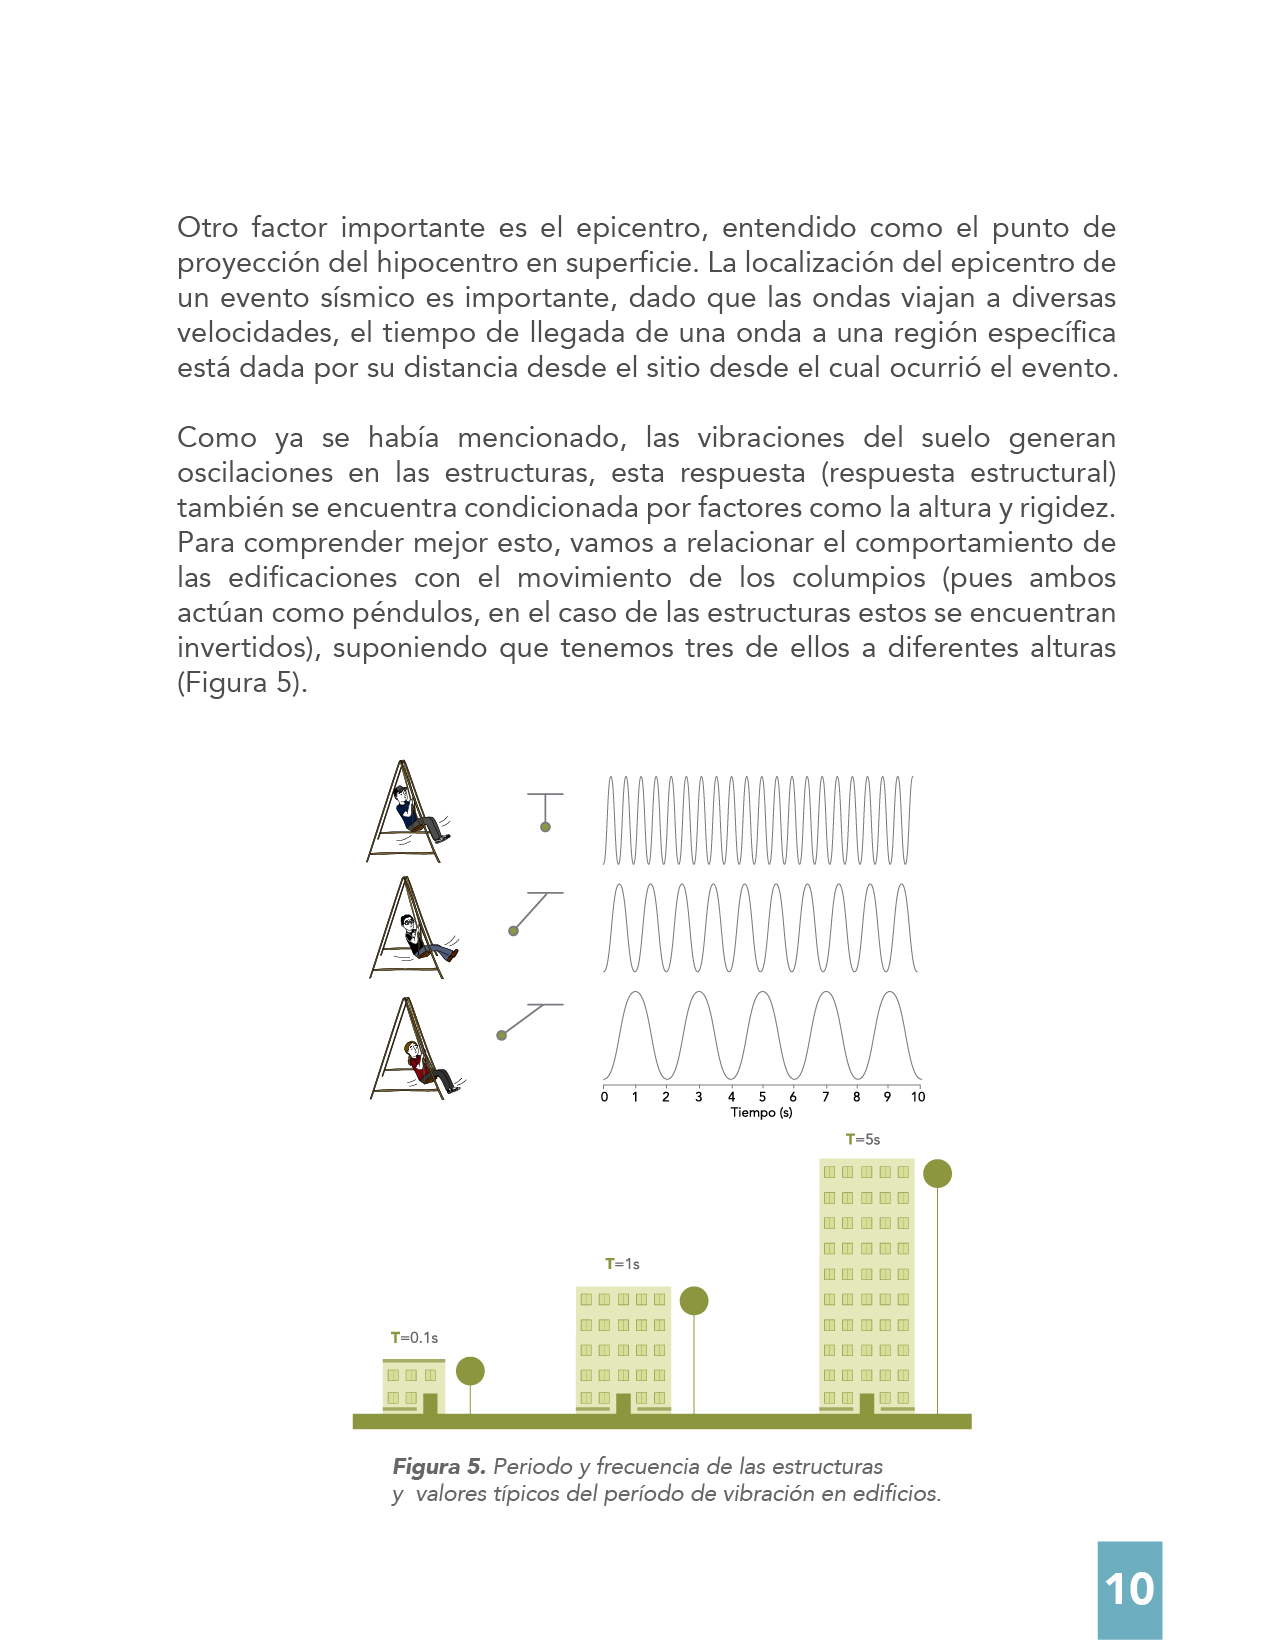 Otro factor importante es el epicentro, entendido como el punto de
proyección del hipocentro en superficie. La localización del epicentro de
un evento sísmico es importante, dado que las ondas viajan a diversas
velocidades, el tiempo de llegada de una onda a una región específica
está dada por su distancia desde el sitio desde el cual ocurrió el evento.
Como ya se había mencionado, las vibraciones del suelo generan
oscilaciones en las estructuras, esta respuesta (respuesta estructural)
también se encuentra condicionada por factores como la altura y rigidez.
Para comprender mejor esto, vamos a relacionar el comportamiento de
las edificaciones con el movimiento de los columpios (pues ambos
actúan como péndulos, en el caso de las estructuras estos se encuentran
invertidos), suponiendo que tenemos tres de ellos a diferentes alturas
(Figura 5).
0 1 2 3 4 5 6 7 8 9 10
Tiempo (s)
T=5s
T=1s
T=0.1s
Figura 5. Periodo y frecuencia de las estructuras
y valores típicos del período de vibración en edificios.
10